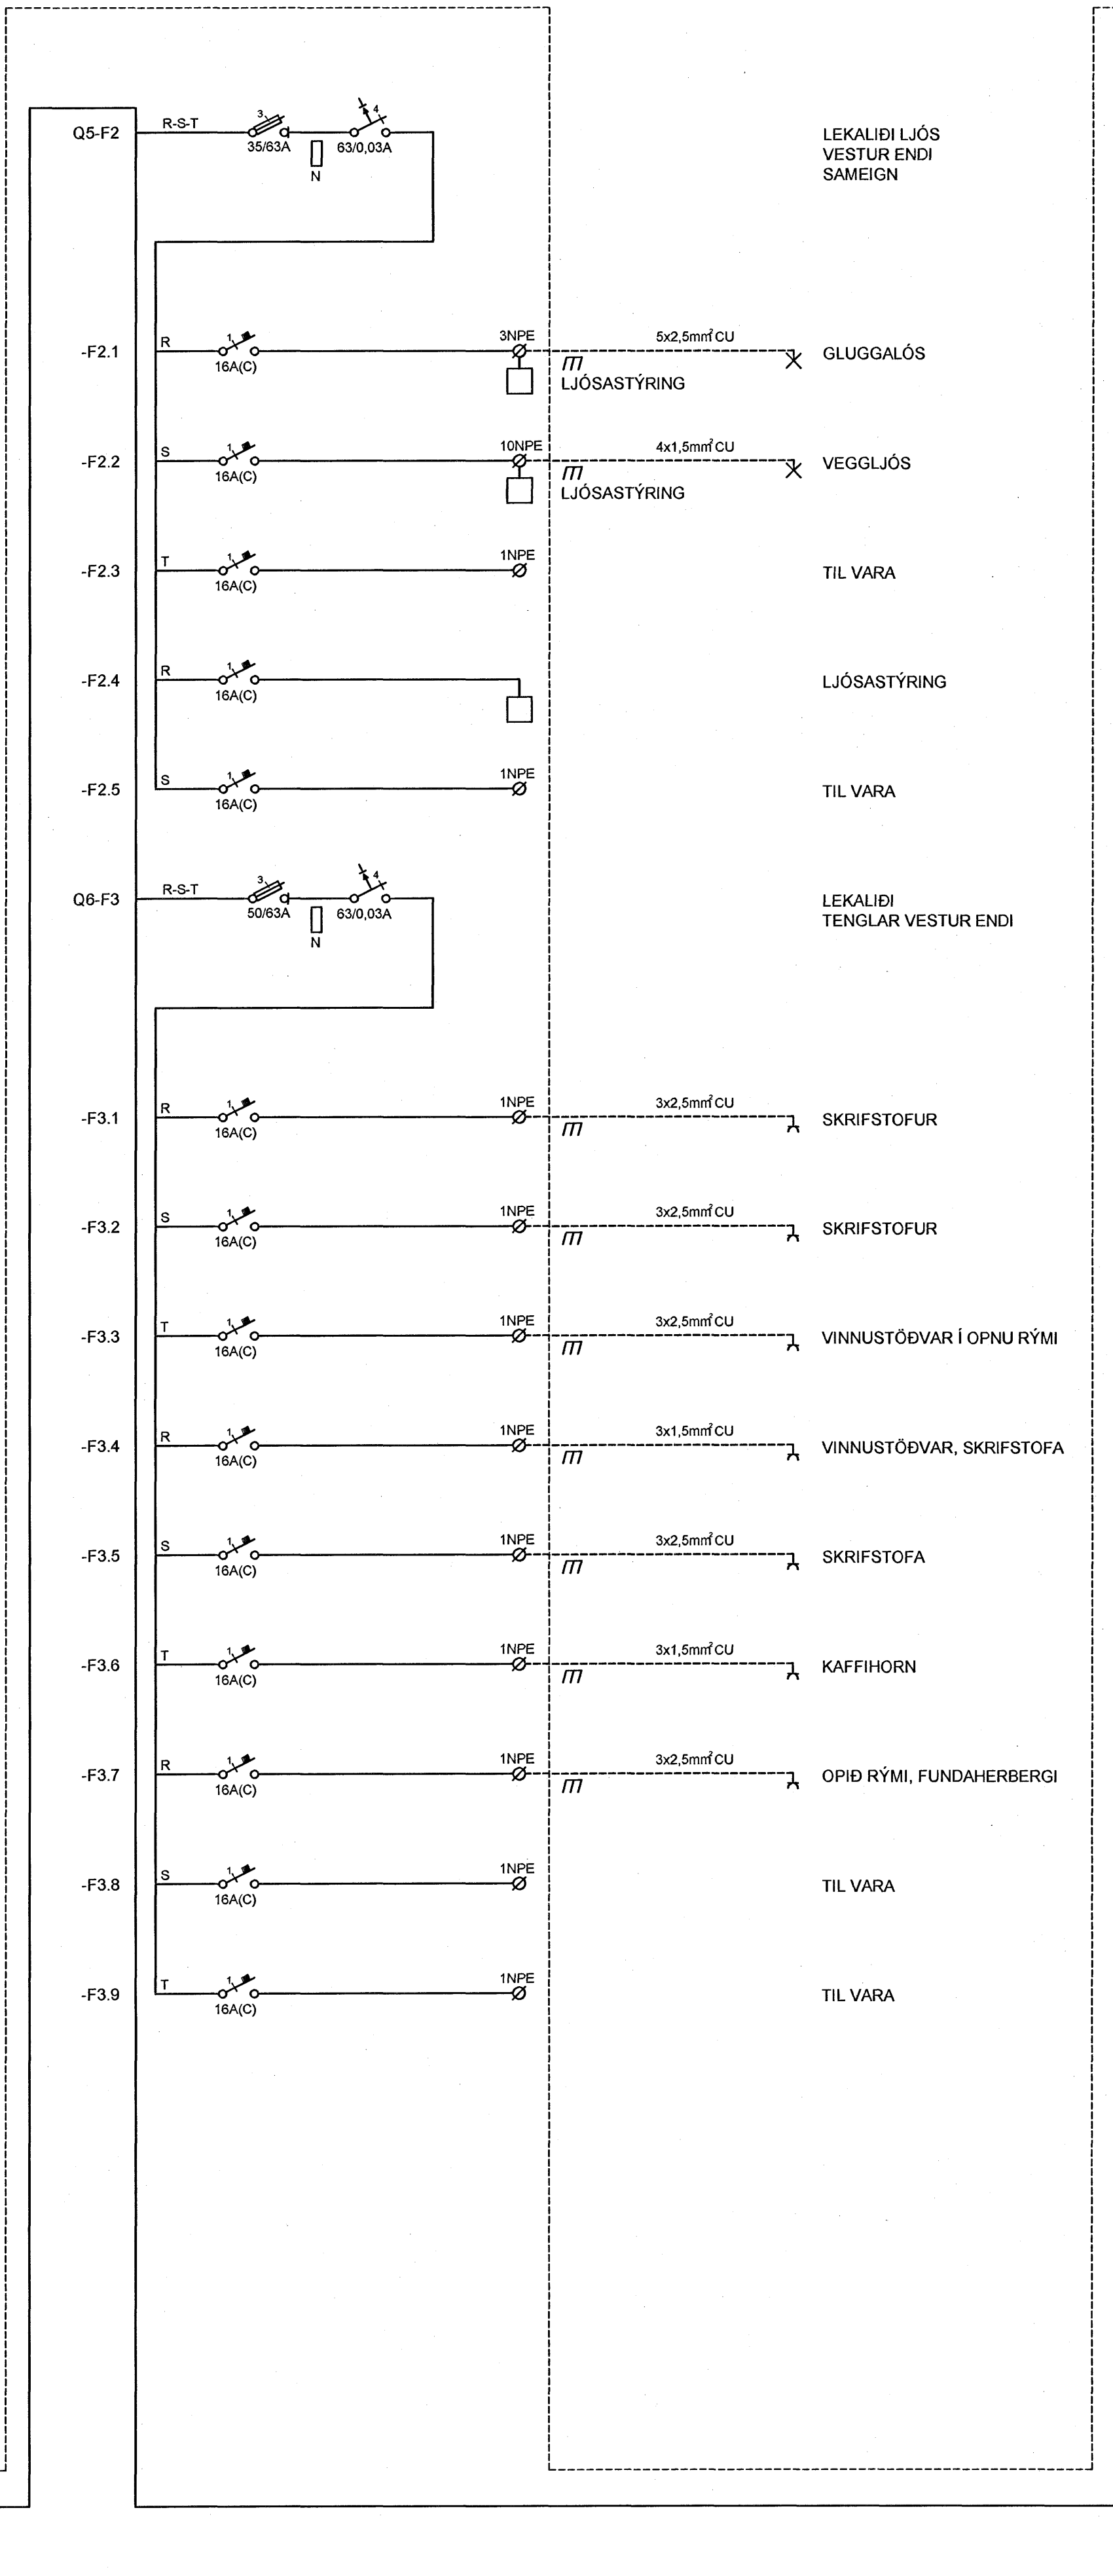 Q5-F2 R-S-T 3 4 LEKALIÐI LJÓS
35/63A 63/0,03A VESTUR ENDI
N SAMEIGN
-F2.1 R 1 3NPE 5x2,5mm² CU GLUGGALÓS
16A(C) LJÓSASTÝRING
-F2.2 S 1 10NPE 4x1,5mm² CU VEGGLJÓS
16A(C) LJÓSASTÝRING
-F2.3 T 1 1NPE TIL VARA
16A(C)
-F2.4 R 1 LJÓSASTÝRING
16A(C)
-F2.5 S 1 1NPE TIL VARA
16A(C)
Q6-F3 R-S-T 3 4 LEKALIÐI
50/63A 63/0,03A TENGLAR VESTUR ENDI
N
-F3.1 R 1 1NPE 3x2,5mm² CU SKRIFSTOFUR
16A(C)
-F3.2 S 1 1NPE 3x2,5mm² CU SKRIFSTOFUR
16A(C)
-F3.3 T 1 1NPE 3x2,5mm² CU VINNUSTÖÐVAR Í OPNU RÝMI
16A(C)
-F3.4 R 1 1NPE 3x1,5mm² CU VINNUSTÖÐVAR, SKRIFSTOFA
16A(C)
-F3.5 S 1 1NPE 3x2,5mm² CU SKRIFSTOFA
16A(C)
-F3.6 T 1 1NPE 3x1,5mm² CU KAFFIHORN
16A(C)
-F3.7 R 1 1NPE 3x2,5mm² CU OPIÐ RÝMI, FUNDAHERBERGI
16A(C)
-F3.8 S 1 1NPE TIL VARA
16A(C)
-F3.9 T 1 1NPE TIL VARA
16A(C)